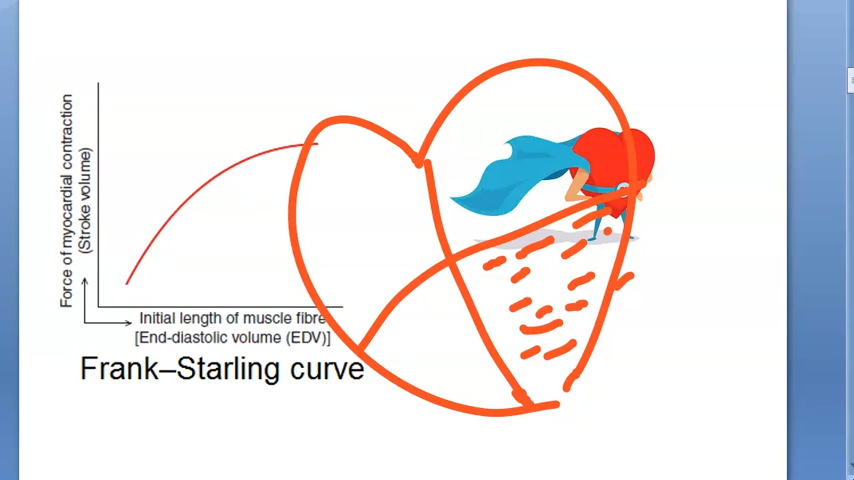 Force of myocardial contraction
(Stroke volume)
Initial length of muscle fibre
[End-diastolic volume (EDV)]
Frank–Starling curve